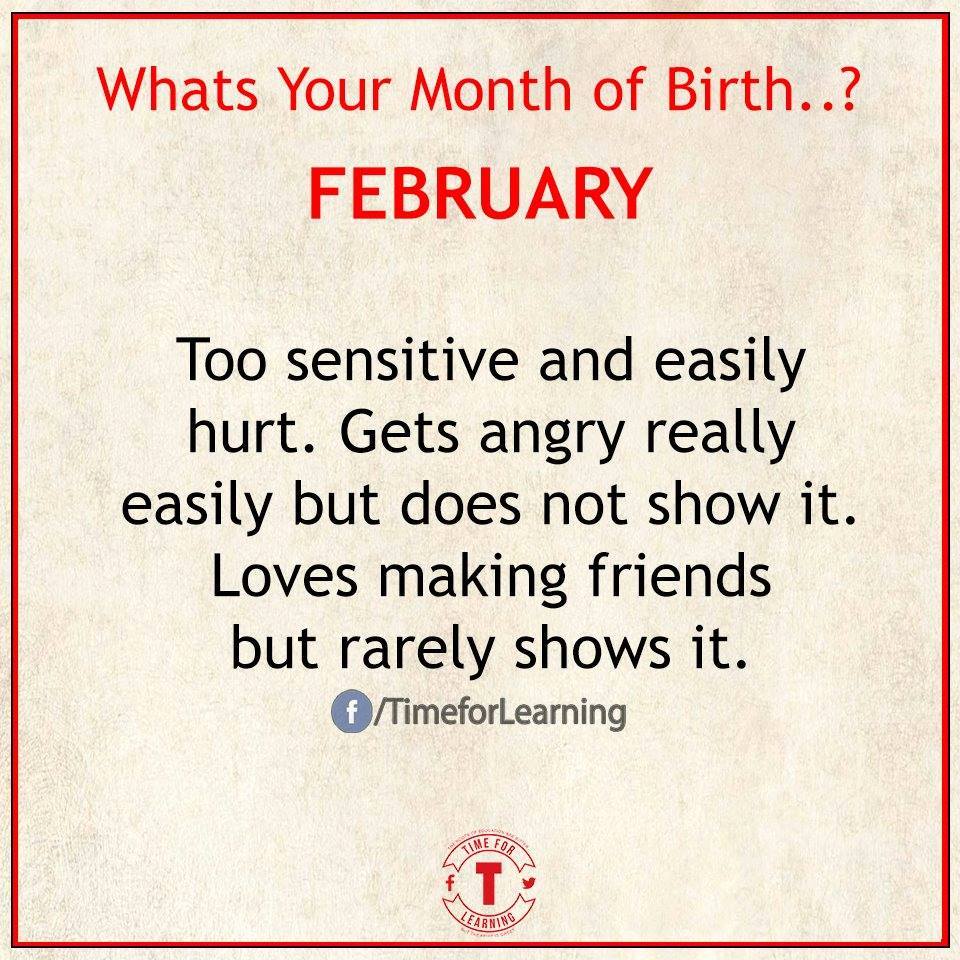 Whats Your Month of Birth..?
FEBRUARY
Too sensitive and easily
hurt. Gets angry really
easily but does not show it.
Loves making friends
but rarely shows it.
f/TimeforLearning
TIME FOR
T
LEARNING